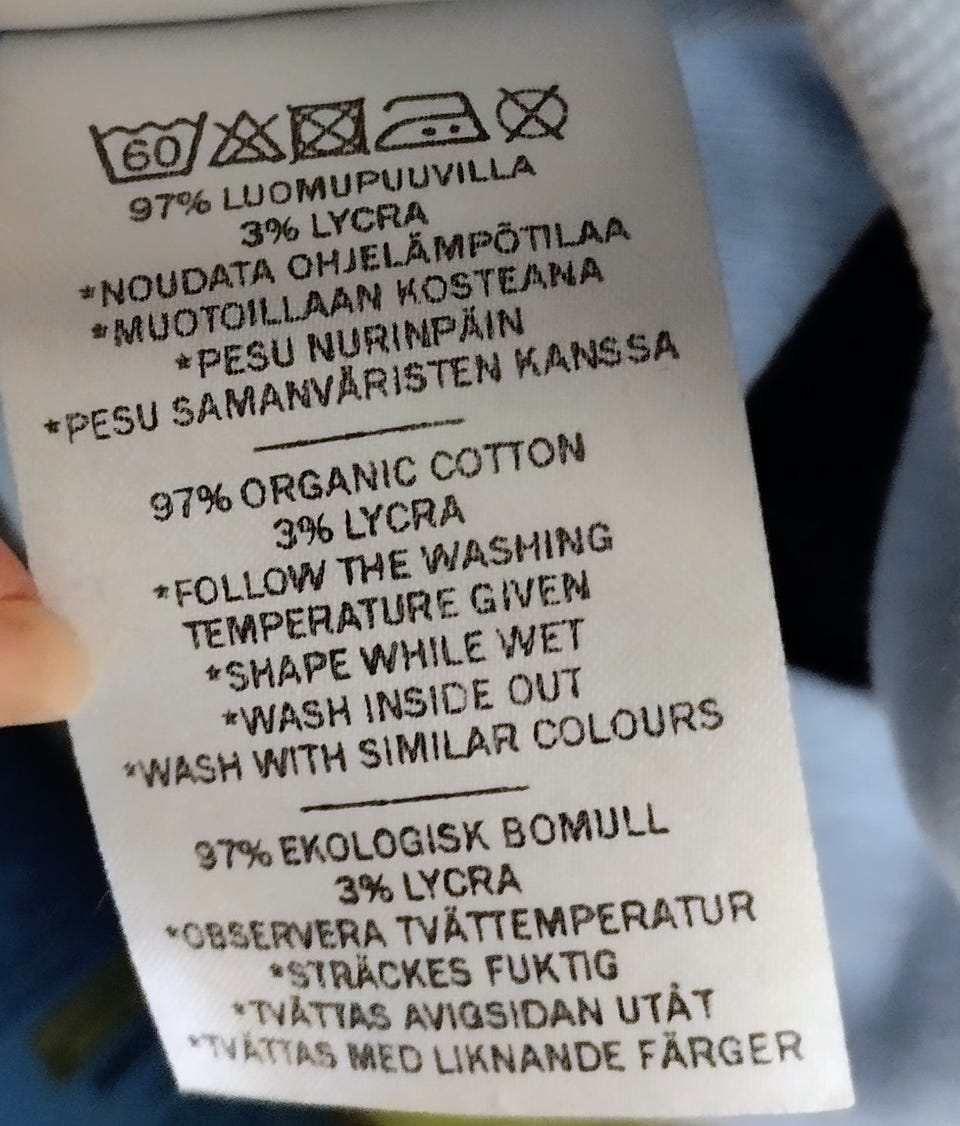 60
97% LUOMUPUUVILLA
3% LYCRA
*NOUDATA OHJELÄMPÖTILAA
*MUOTOILLAAN KOSTEANA
*PESU NURINPÄIN
*PESU SAMANVÄRISTEN KANSSA
97% ORGANIC COTTON
3% LYCRA
*FOLLOW THE WASHING
TEMPERATURE GIVEN
*SHAPE WHILE WET
*WASH INSIDE OUT
*WASH WITH SIMILAR COLOURS
97% EKOLOGISK BOMULL
3% LYCRA
*OBSERVERA TVÄTTEMPERATUR
*STRÄCKES FUKTIG
*TVÄTTAS AVIGSIDAN UTÅT
*TVÄTTAS MED LIKNANDE FÄRGER